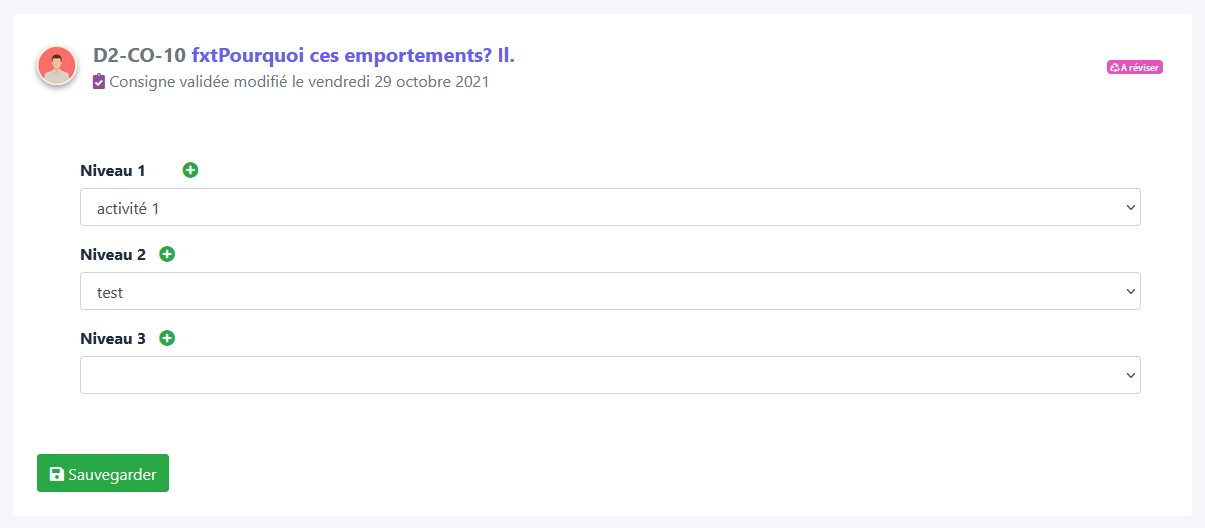 D2-CO-10 fxtPourquoi ces emportements? Il.
Consigne validée modifié le vendredi 29 octobre 2021
A réviser
Niveau 1
activité 1
Niveau 2
test
Niveau 3
Sauvegarder